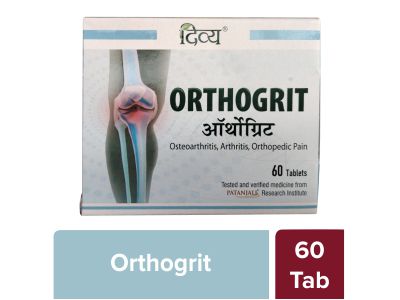 दिव्य
ORTHOGRIT
ऑर्थोग्रिट
Osteoarthritis, Arthritis, Orthopedic Pain
60 Tablets
Tested and verified medicine from
PATANJALI Research Institute
Orthogrit
60
Tab